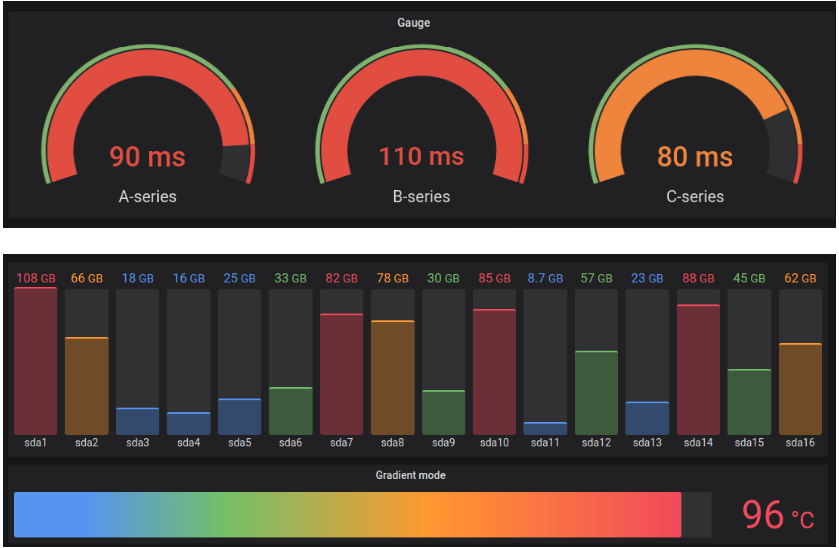 Gauge
90 ms 110 ms 80 ms
A-series B-series C-series
108 GB 66 GB 18 GB 16 GB 25 GB 33 GB 82 GB 78 GB 30 GB 85 GB 8.7 GB 57 GB 23 GB 88 GB 45 GB 62 GB
sda1 sda2 sda3 sda4 sda5 sda6 sda7 sda8 sda9 sda10 sda11 sda12 sda13 sda14 sda15 sda16
Gradient mode
96 °C